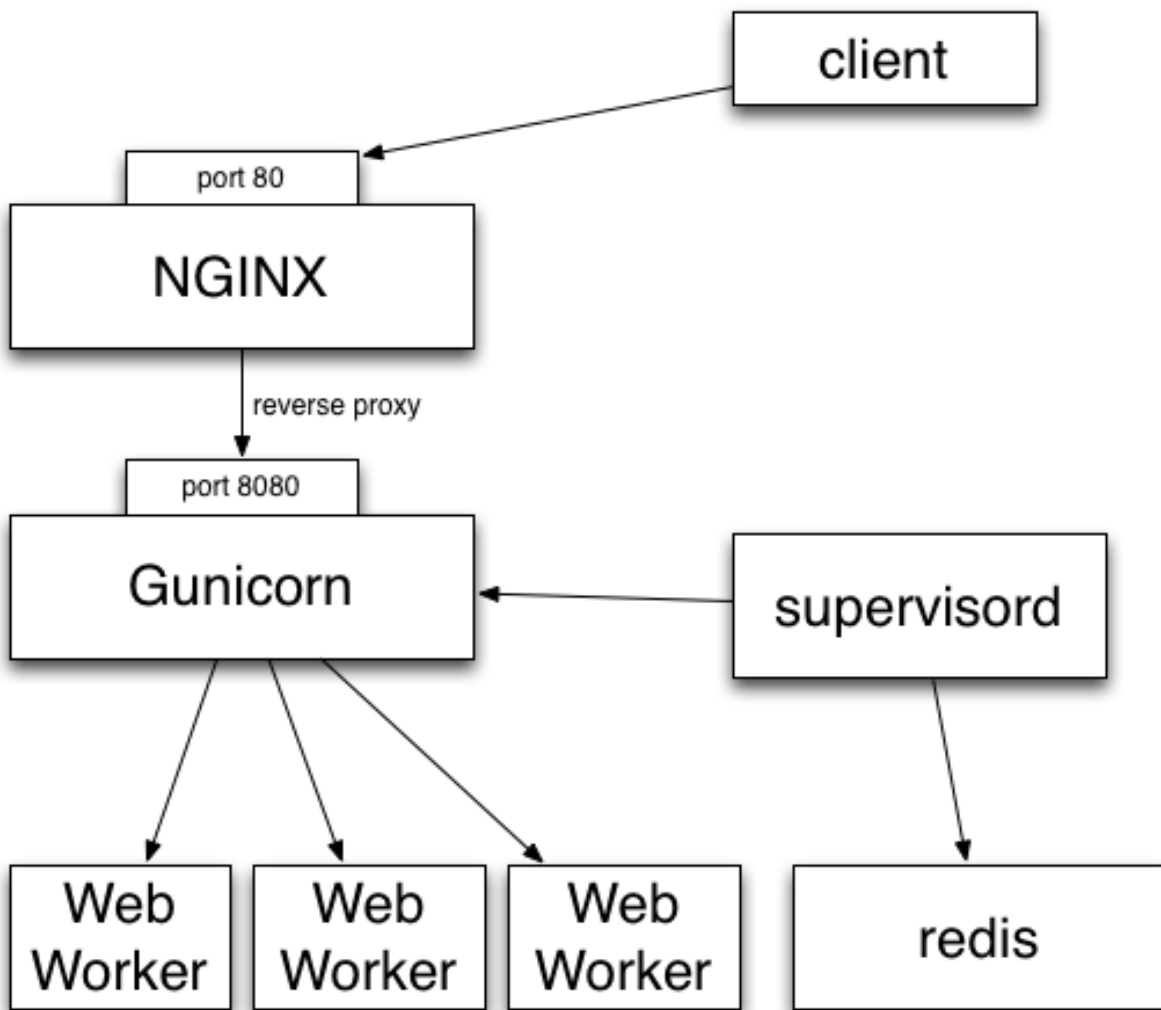 client
port 80
NGINX
reverse proxy
port 8080
Gunicorn
supervisord
Web
Worker
Web
Worker
Web
Worker
redis